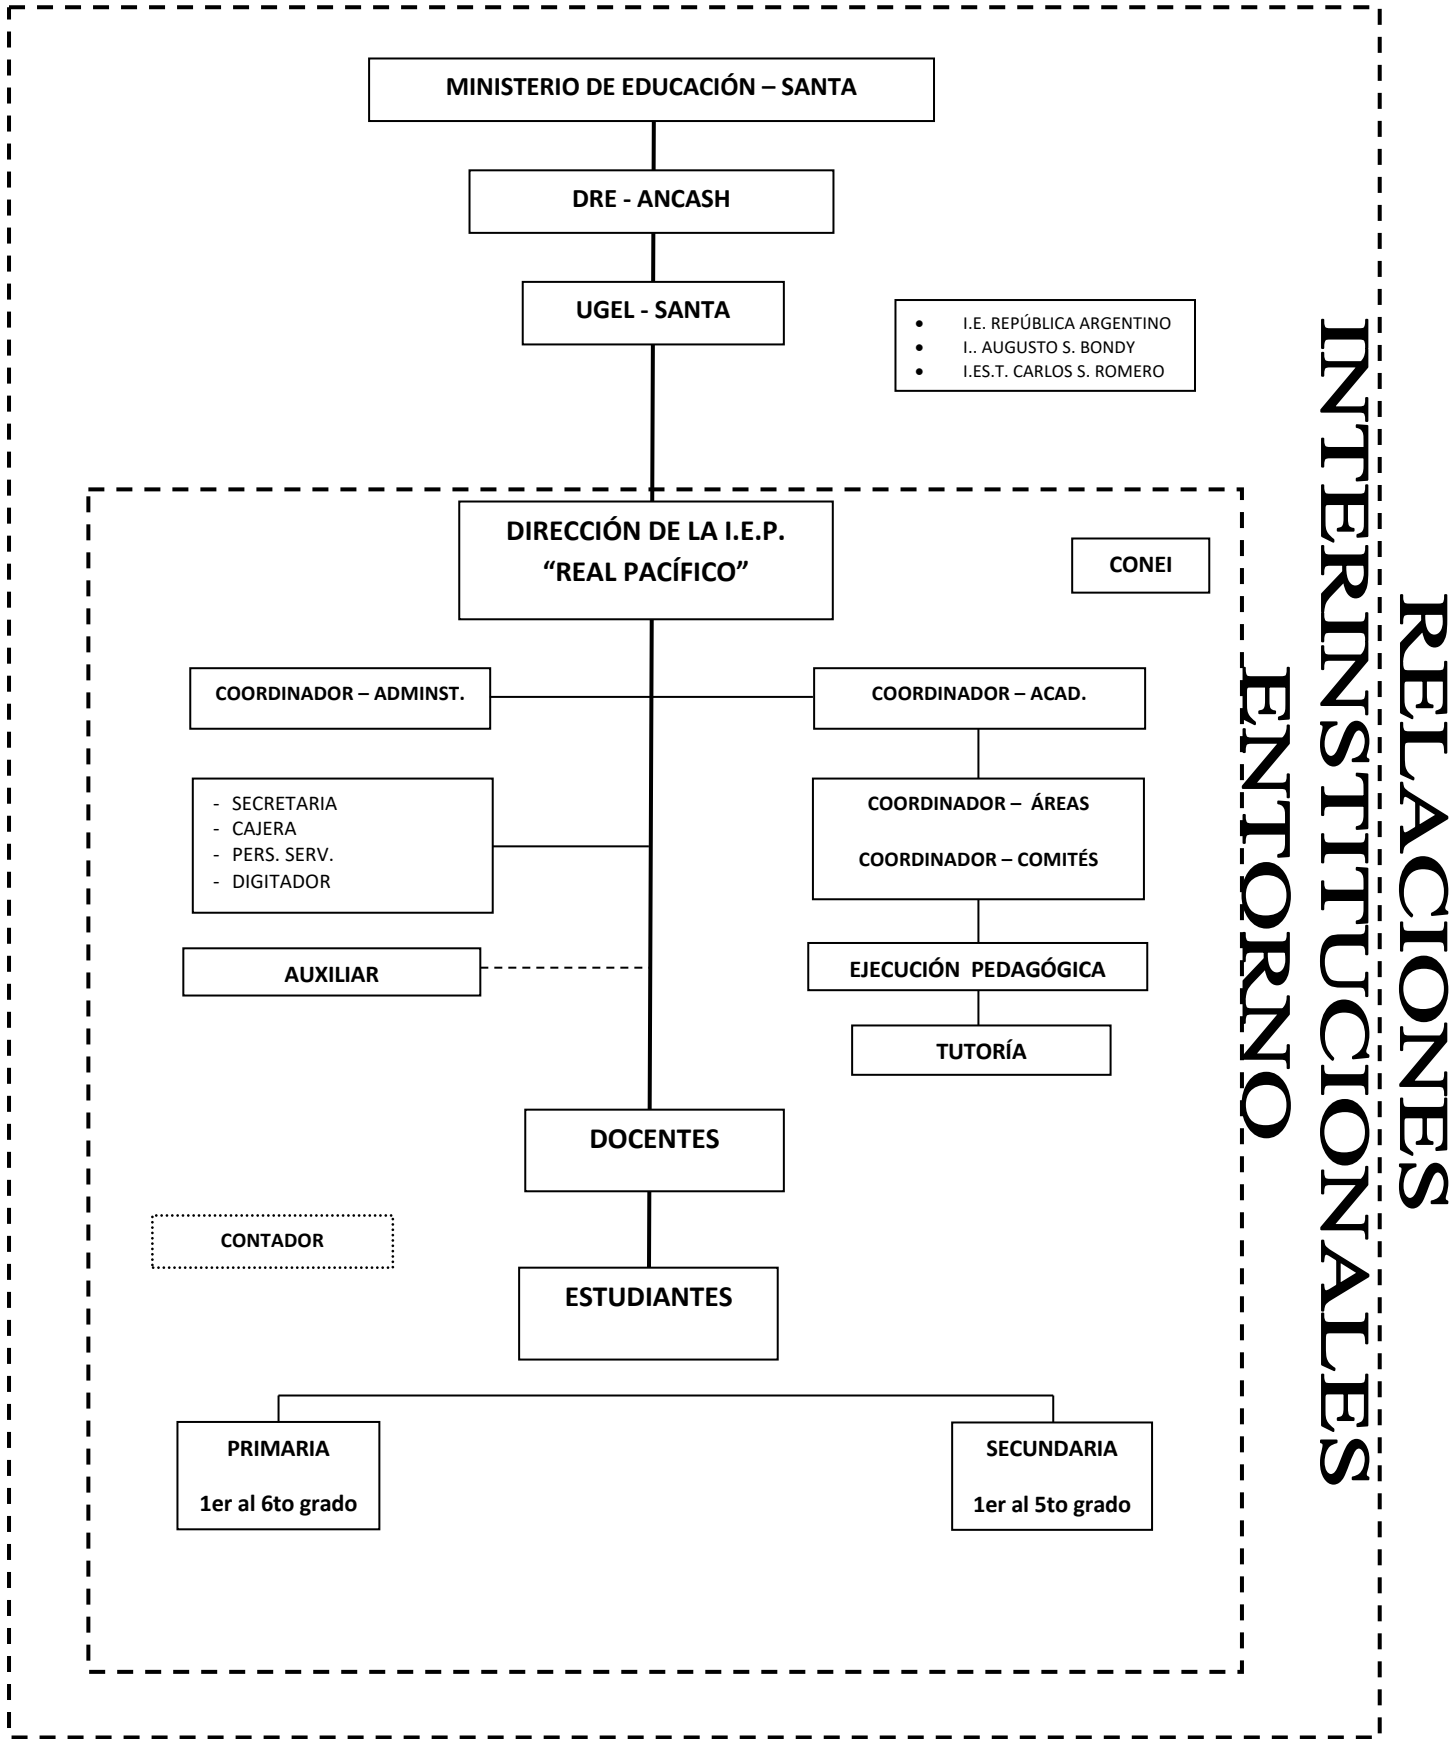 MINISTERIO DE EDUCACIÓN – SANTA
DRE - ANCASH
UGEL - SANTA
• I.E. REPÚBLICA ARGENTINO
• I.. AUGUSTO S. BONDY
• I.ES.T. CARLOS S. ROMERO
DIRECCIÓN DE LA I.E.P.
“REAL PACÍFICO”
CONEI
COORDINADOR – ADMINST.
COORDINADOR – ACAD.
- SECRETARIA
- CAJERA
- PERS. SERV.
- DIGITADOR
COORDINADOR – ÁREAS
COORDINADOR – COMITÉS
AUXILIAR
EJECUCIÓN PEDAGÓGICA
TUTORÍA
DOCENTES
CONTADOR
ESTUDIANTES
PRIMARIA
1er al 6to grado
SECUNDARIA
1er al 5to grado
RELACIONES
INTERINSTITUCIONALES
ENTORNO